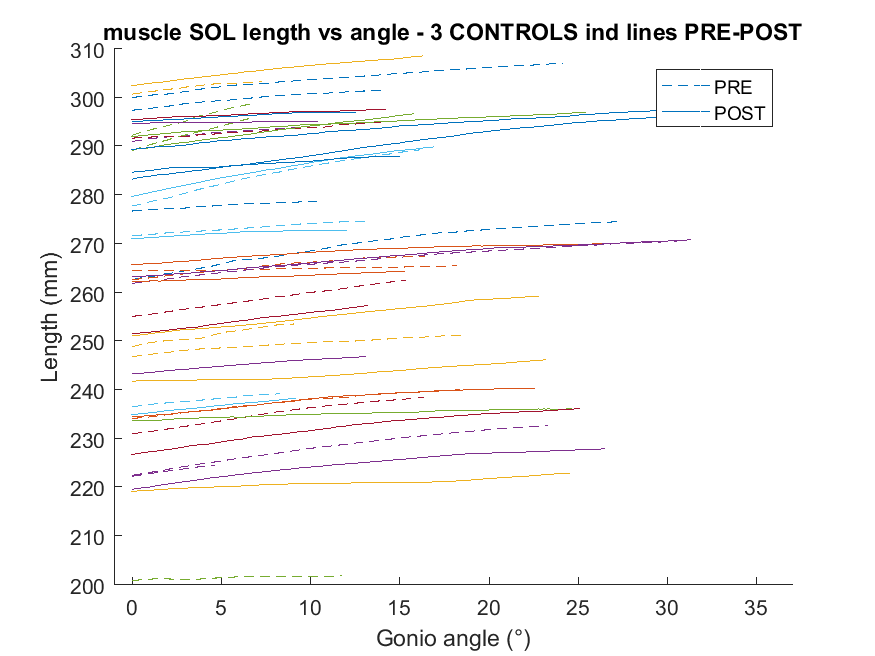 muscle SOL length vs angle - 3 CONTROLS ind lines PRE-POST
310
300
290
280
270
260
250
240
230
220
210
200
Length (mm)
PRE
POST
0 5 10 15 20 25 30 35
Gonio angle (°)